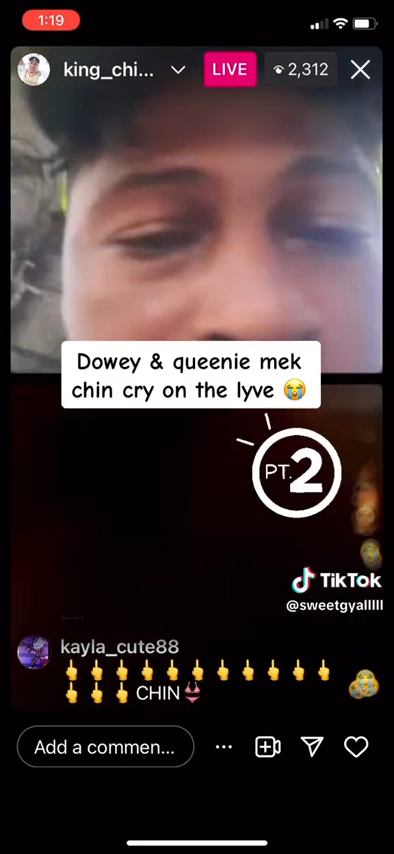 1:19
king_chi...
LIVE
2,312
Dowey & queenie mek
chin cry on the lyve 😭
PT.2
TikTok
@sweetgyalllll
kayla_cute88
🖕🖕🖕🖕🖕🖕🖕🖕🖕🖕🖕
🖕🖕🖕 CHIN👙
Add a commen...